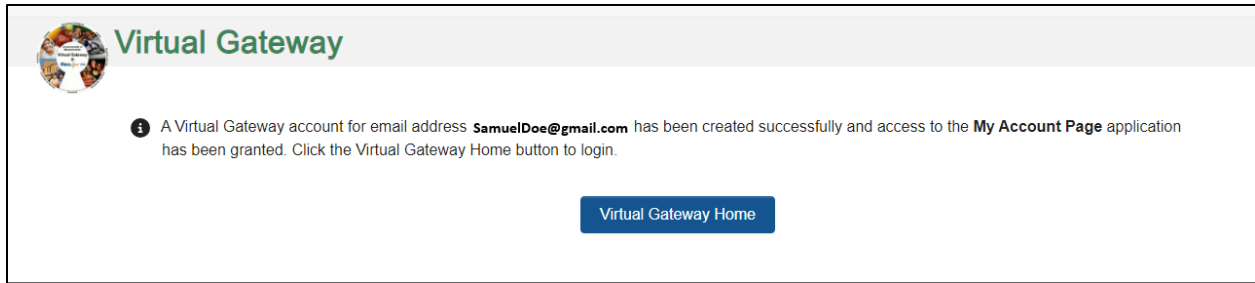 Virtual Gateway
A Virtual Gateway account for email address SamuelDoe@gmail.com has been created successfully and access to the My Account Page application
has been granted. Click the Virtual Gateway Home button to login.
Virtual Gateway Home